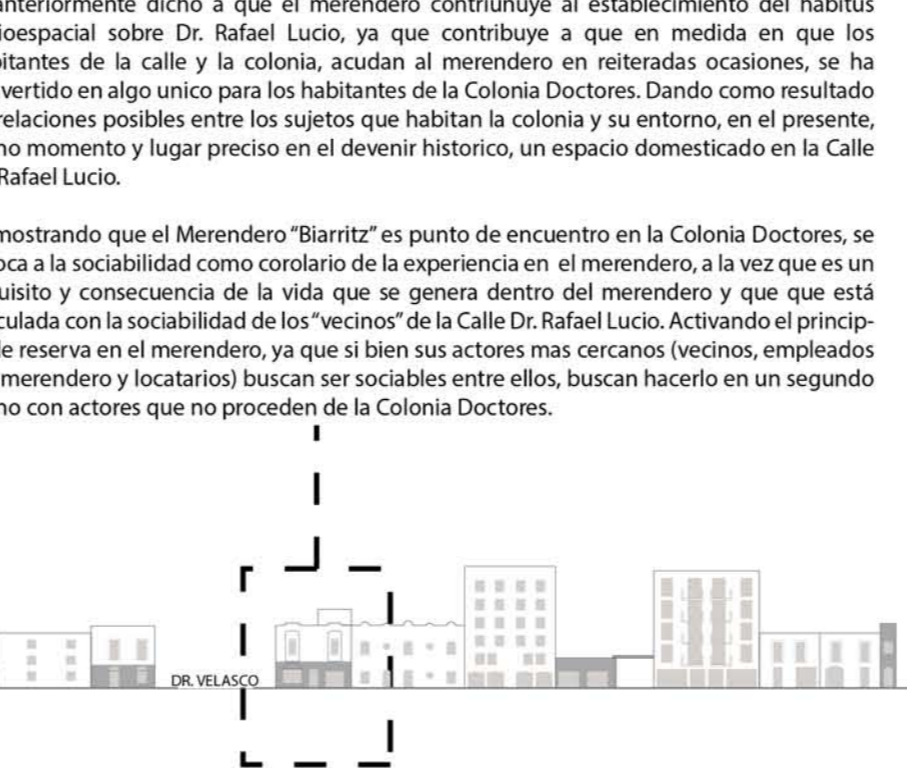 anteriormente dicho a que el merendero contriunuye al establecimiento del habitus
ioespacial sobre Dr. Rafael Lucio, ya que contribuye a que en medida en que los
itantes de la calle y la colonia, acudan al merendero en reiteradas ocasiones, se ha
vertido en algo unico para los habitantes de la Colonia Doctores. Dando como resultado
relaciones posibles entre los sujetos que habitan la colonia y su entorno, en el presente,
no momento y lugar preciso en el devenir historico, un espacio domesticado en la Calle
Rafael Lucio.
mostrando que el Merendero "Biarritz" es punto de encuentro en la Colonia Doctores, se
oca a la sociabilidad como corolario de la experiencia en el merendero, a la vez que es un
uisito y consecuencia de la vida que se genera dentro del merendero y que que está
culada con la sociabilidad de los "vecinos" de la Calle Dr. Rafael Lucio. Activando el princip-
de reserva en el merendero, ya que si bien sus actores mas cercanos (vecinos, empleados
merendero y locatarios) buscan ser sociables entre ellos, buscan hacerlo en un segundo
no con actores que no proceden de la Colonia Doctores.
DR. VELASCO